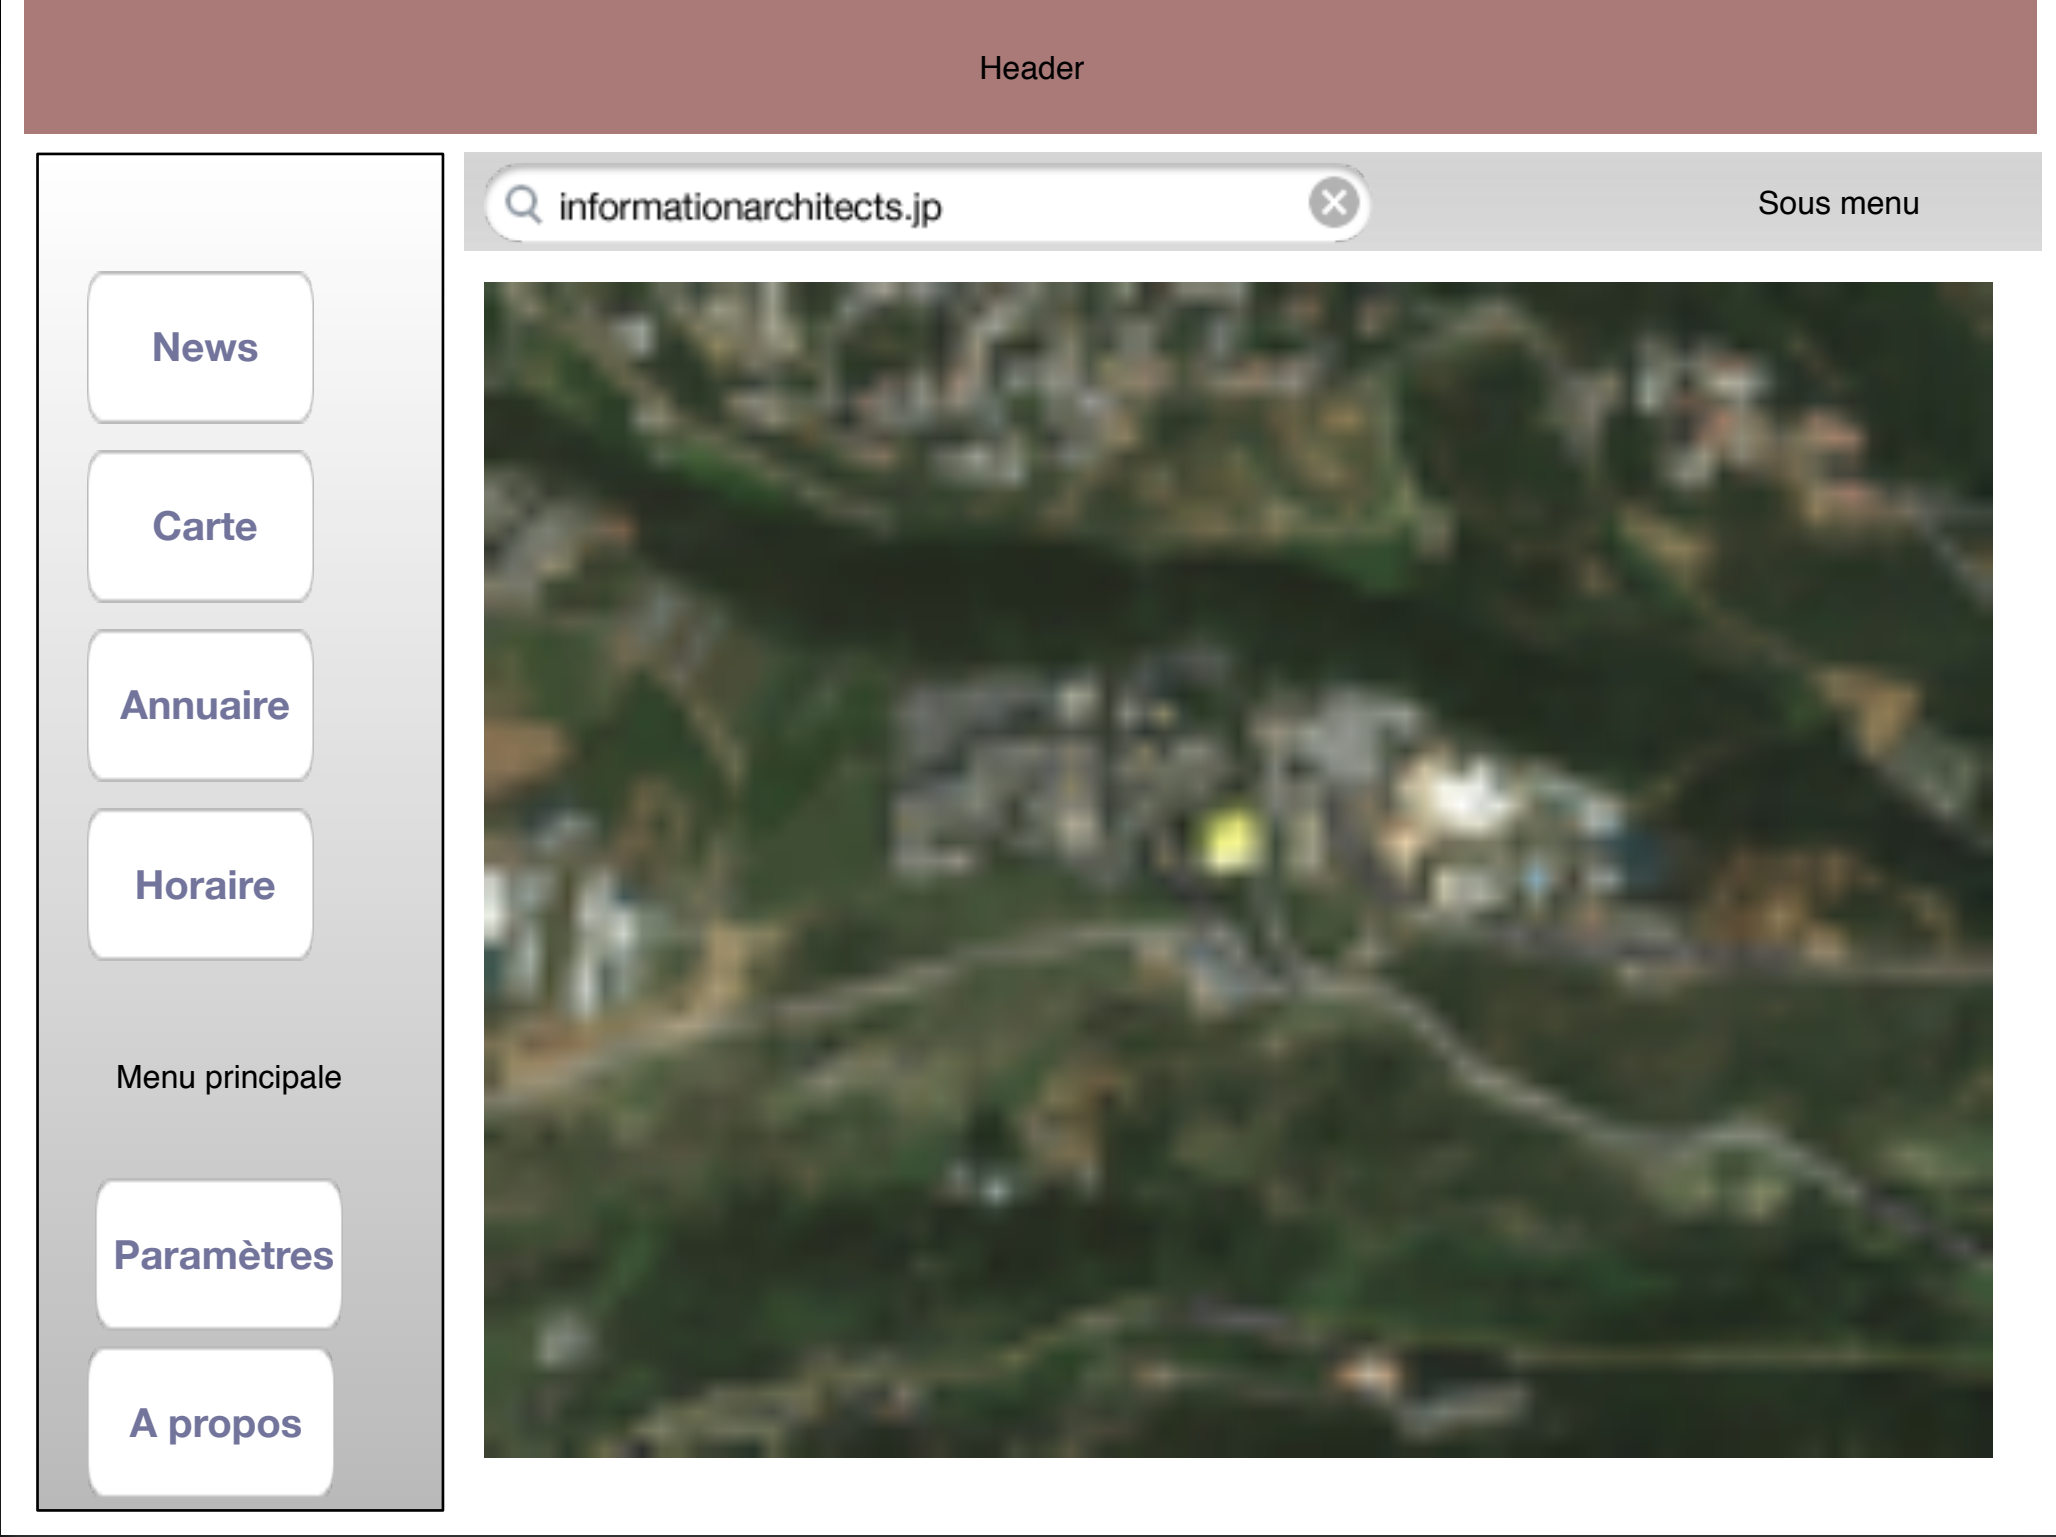 Header
informationarchitects.jp
Sous menu
News
Carte
Annuaire
Horaire
Menu principale
Paramètres
A propos